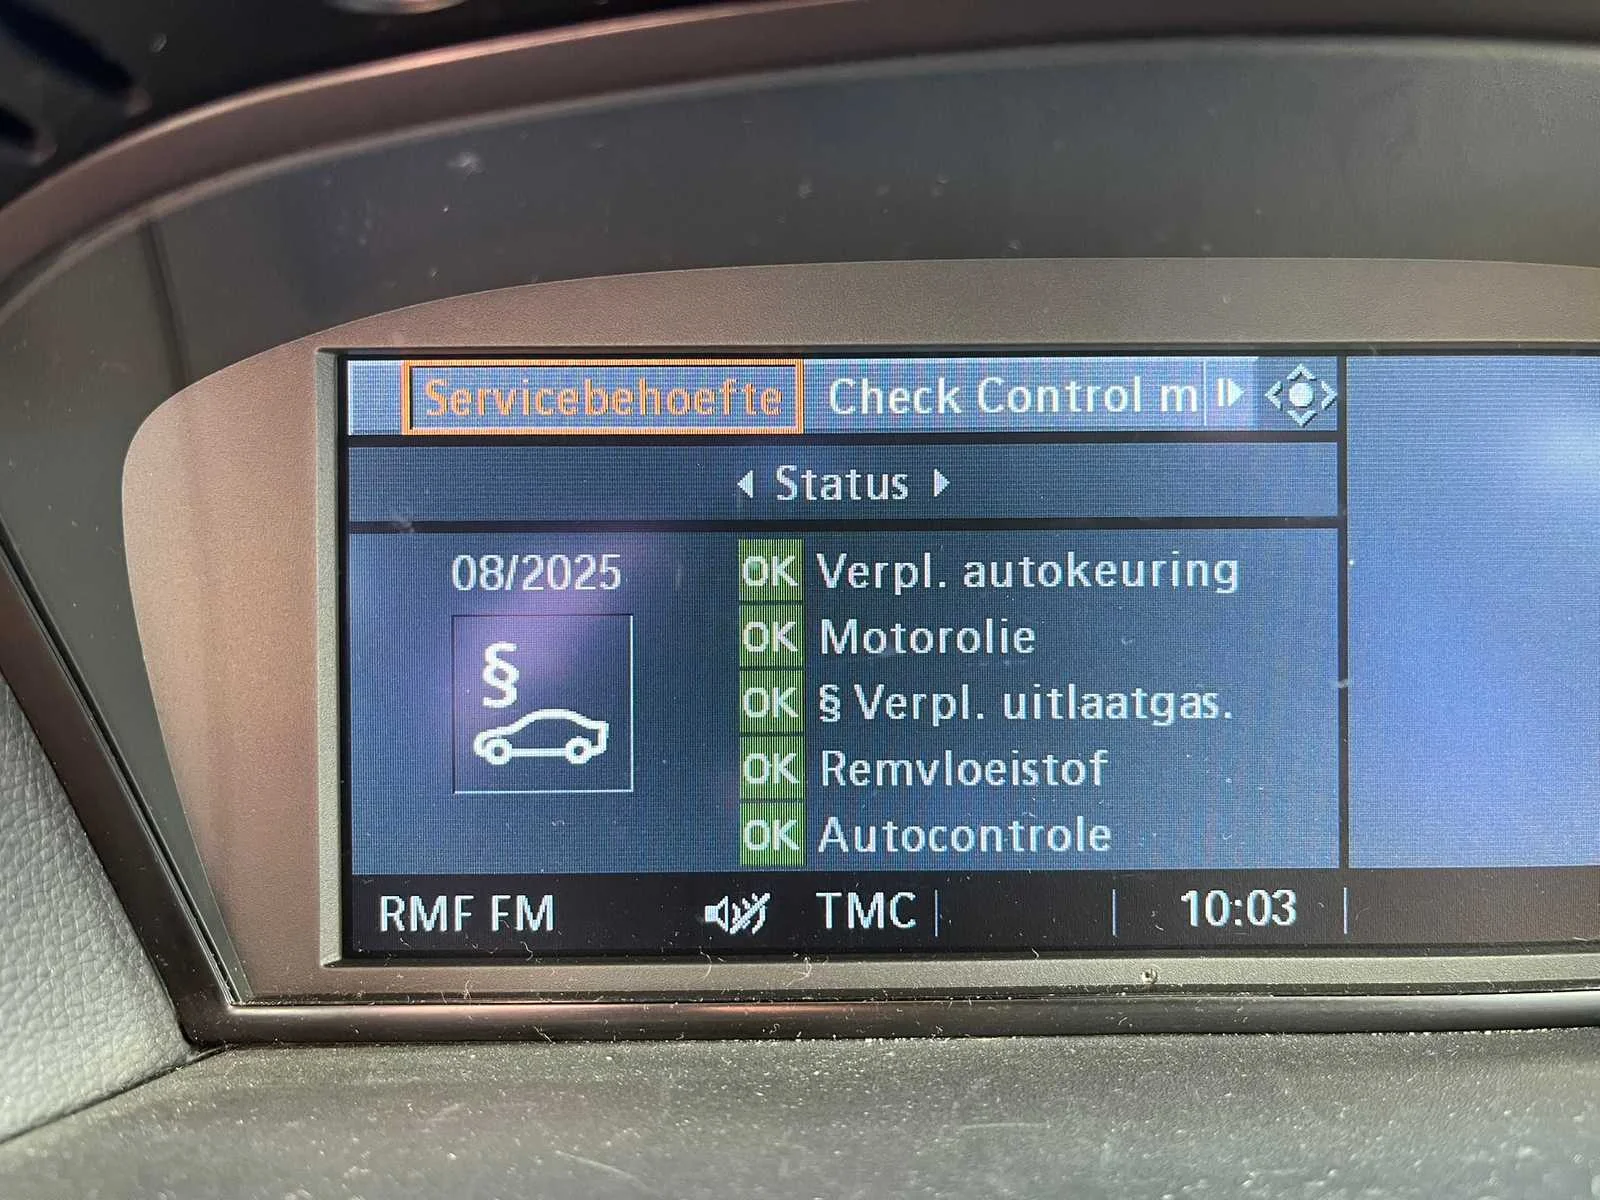 Servicebehoefte Check Control m
Status
08/2025
OK Verpl. autokeuring
OK Motorolie
OK § Verpl. uitlaatgas.
OK Remvloeistof
OK Autocontrole
§
RMF FM TMC 10:03